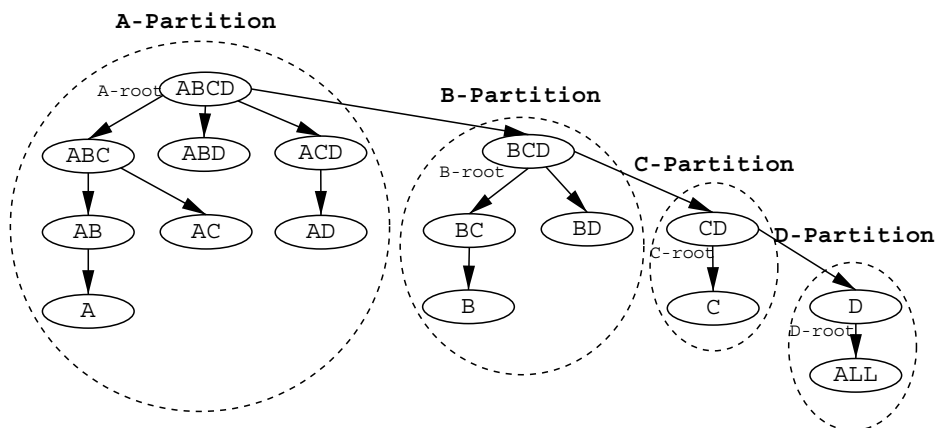 A-Partition
A-root
ABCD
B-Partition
ABC
ABD
ACD
BCD
B-root
C-Partition
AB
AC
AD
BC
BD
CD
D-Partition
C-root
A
B
C
D
D-root
ALL